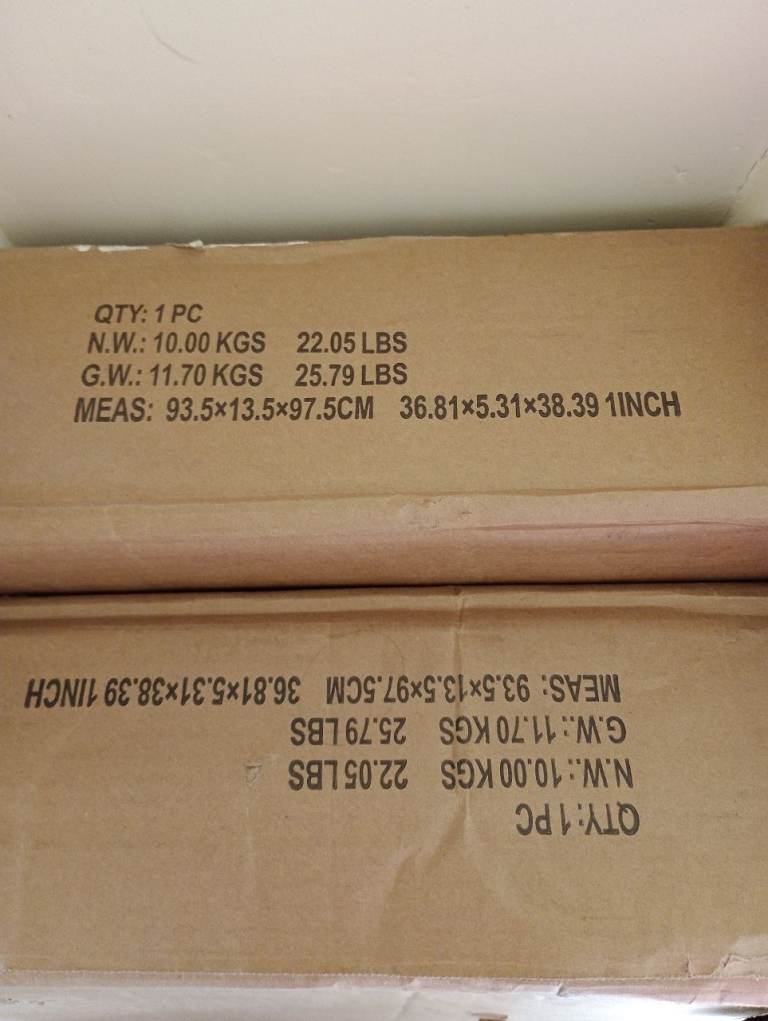 QTY: 1 PC
N.W.: 10.00 KGS 22.05 LBS
G.W.: 11.70 KGS 25.79 LBS
MEAS: 93.5×13.5×97.5CM 36.81×5.31×38.39 1INCH
QTY: 1 PC
N.W.: 10.00 KGS 22.05 LBS
G.W.: 11.70 KGS 25.79 LBS
MEAS: 93.5×13.5×97.5CM 36.81×5.31×38.39 1INCH